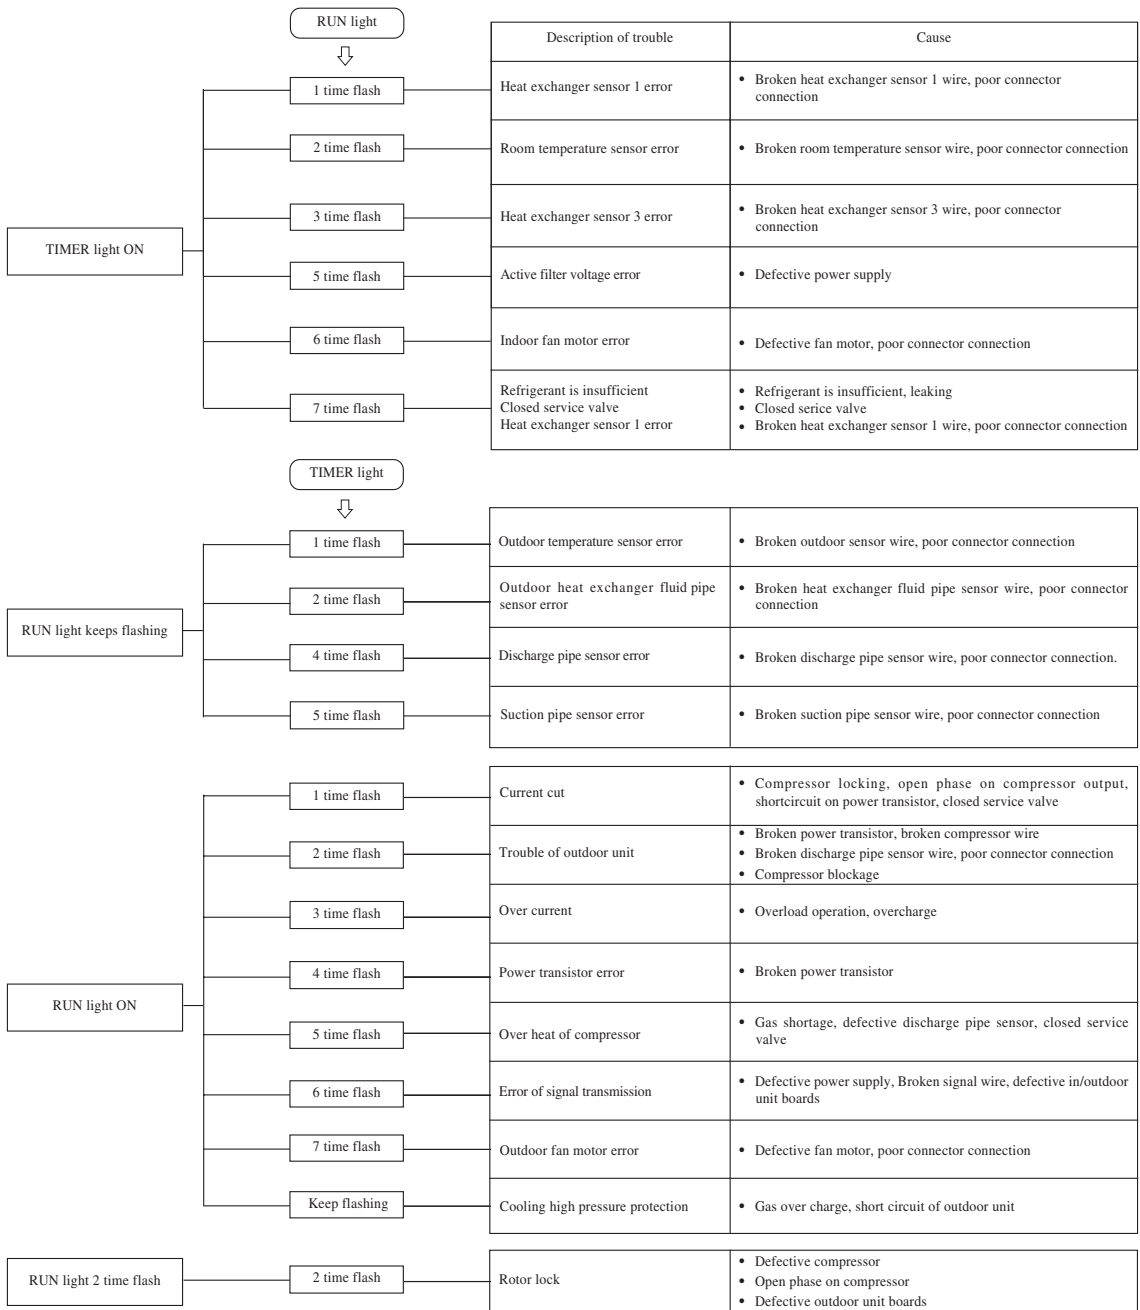 RUN light
Description of trouble
Cause
TIMER light ON
1 time flash
Heat exchanger sensor 1 error
• Broken heat exchanger sensor 1 wire, poor connector
connection
2 time flash
Room temperature sensor error
• Broken room temperature sensor wire, poor connector connection
3 time flash
Heat exchanger sensor 3 error
• Broken heat exchanger sensor 3 wire, poor connector
connection
5 time flash
Active filter voltage error
• Defective power supply
6 time flash
Indoor fan motor error
• Defective fan motor, poor connector connection
7 time flash
Refrigerant is insufficient
Closed service valve
Heat exchanger sensor 1 error
• Refrigerant is insufficient, leaking
• Closed serice valve
• Broken heat exchanger sensor 1 wire, poor connector connection
TIMER light
RUN light keeps flashing
1 time flash
Outdoor temperature sensor error
• Broken outdoor sensor wire, poor connector connection
2 time flash
Outdoor heat exchanger fluid pipe
sensor error
• Broken heat exchanger fluid pipe sensor wire, poor connector
connection
4 time flash
Discharge pipe sensor error
• Broken discharge pipe sensor wire, poor connector connection.
5 time flash
Suction pipe sensor error
• Broken suction pipe sensor wire, poor connector connection
RUN light ON
1 time flash
Current cut
• Compressor locking, open phase on compressor output,
shortcircuit on power transistor, closed service valve
2 time flash
Trouble of outdoor unit
• Broken power transistor, broken compressor wire
• Broken discharge pipe sensor wire, poor connector connection
• Compressor blockage
3 time flash
Over current
• Overload operation, overcharge
4 time flash
Power transistor error
• Broken power transistor
5 time flash
Over heat of compressor
• Gas shortage, defective discharge pipe sensor, closed service
valve
6 time flash
Error of signal transmission
• Defective power supply, Broken signal wire, defective in/outdoor
unit boards
7 time flash
Outdoor fan motor error
• Defective fan motor, poor connector connection
Keep flashing
Cooling high pressure protection
• Gas over charge, short circuit of outdoor unit
RUN light 2 time flash
2 time flash
Rotor lock
• Defective compressor
• Open phase on compressor
• Defective outdoor unit boards